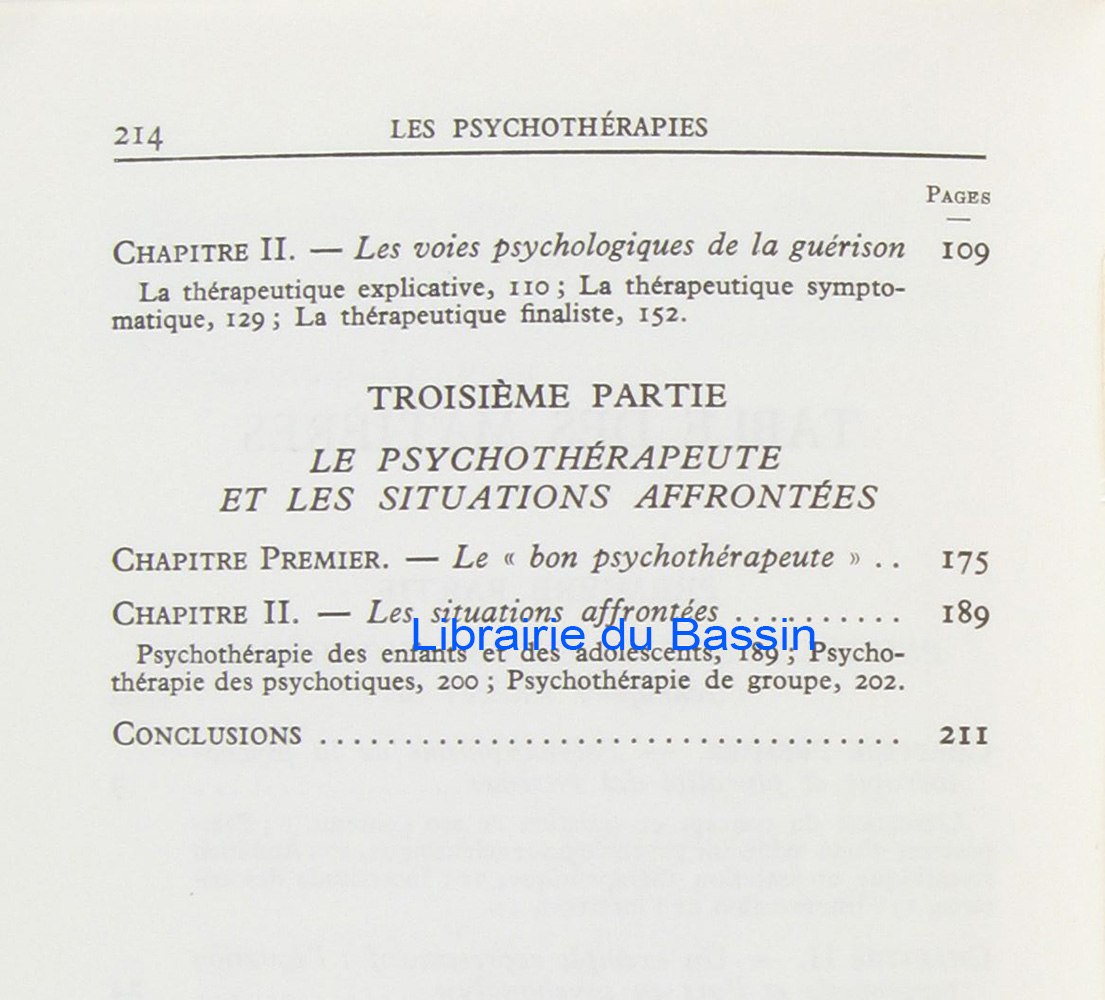 214 LES PSYCHOTHÉRAPIES
PAGES
CHAPITRE II. — Les voies psychologiques de la guérison 109
La thérapeutique explicative, 110 ; La thérapeutique sympto-
matique, 129 ; La thérapeutique finaliste, 152.
TROISIÈME PARTIE
LE PSYCHOTHÉRAPEUTE
ET LES SITUATIONS AFFRONTÉES
CHAPITRE PREMIER. — Le « bon psychothérapeute » .. 175
CHAPITRE II. — Les situations affrontées .......... 189
Librairie du Bassin
Psychothérapie des enfants et des adolescents, 189 ; Psycho-
thérapie des psychotiques, 200 ; Psychothérapie de groupe, 202.
CONCLUSIONS .................................. 211